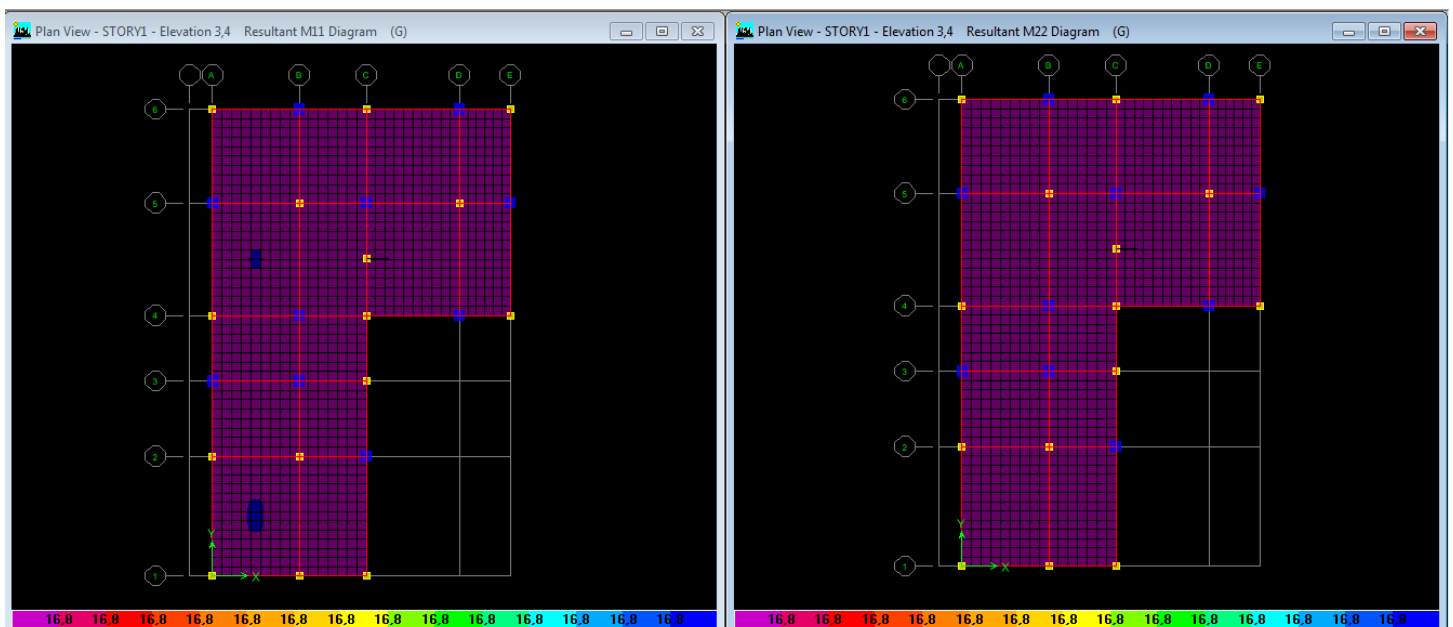 Plan View - STORY1 - Elevation 3,4 Resultant M11 Diagram (G)
A B C D E
6
5
4
3
2
1
Y
X
16,8 16,8 16,8 16,8 16,8 16,8 16,8 16,8 16,8 16,8 16,8 16,8 16,8 16,8
Plan View - STORY1 - Elevation 3,4 Resultant M22 Diagram (G)
A B C D E
6
5
4
3
2
1
Y
X
16,8 16,8 16,8 16,8 16,8 16,8 16,8 16,8 16,8 16,8 16,8 16,8 16,8 16,8